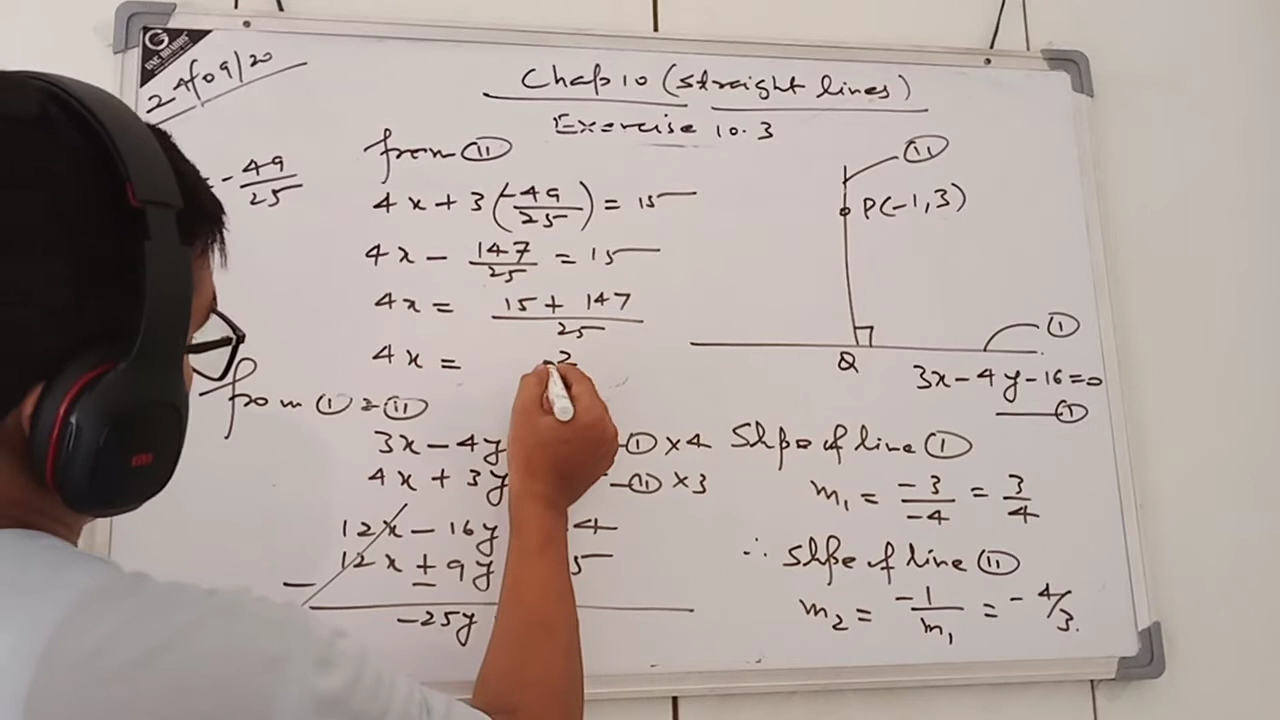 GNC BOARDS
24/09/20
Chap 10 (straight lines)
Exercise 10.3
-49/25
from (ii)
4x + 3(-49/25) = 15
4x - 147/25 = 15
4x = 15 + 147/25
4x =
from (i) & (ii)
3x - 4y (i) × 4
4x + 3y - (ii) × 3
12x - 16y 4
12x ± 9y 5
-25y
(ii)
P(-1, 3)
(i)
Q
3x - 4y - 16 = 0
(i)
Slope of line (i)
m₁ = -3/-4 = 3/4
∴ Slope of line (ii)
m₂ = -1/m₁ = -4/3.